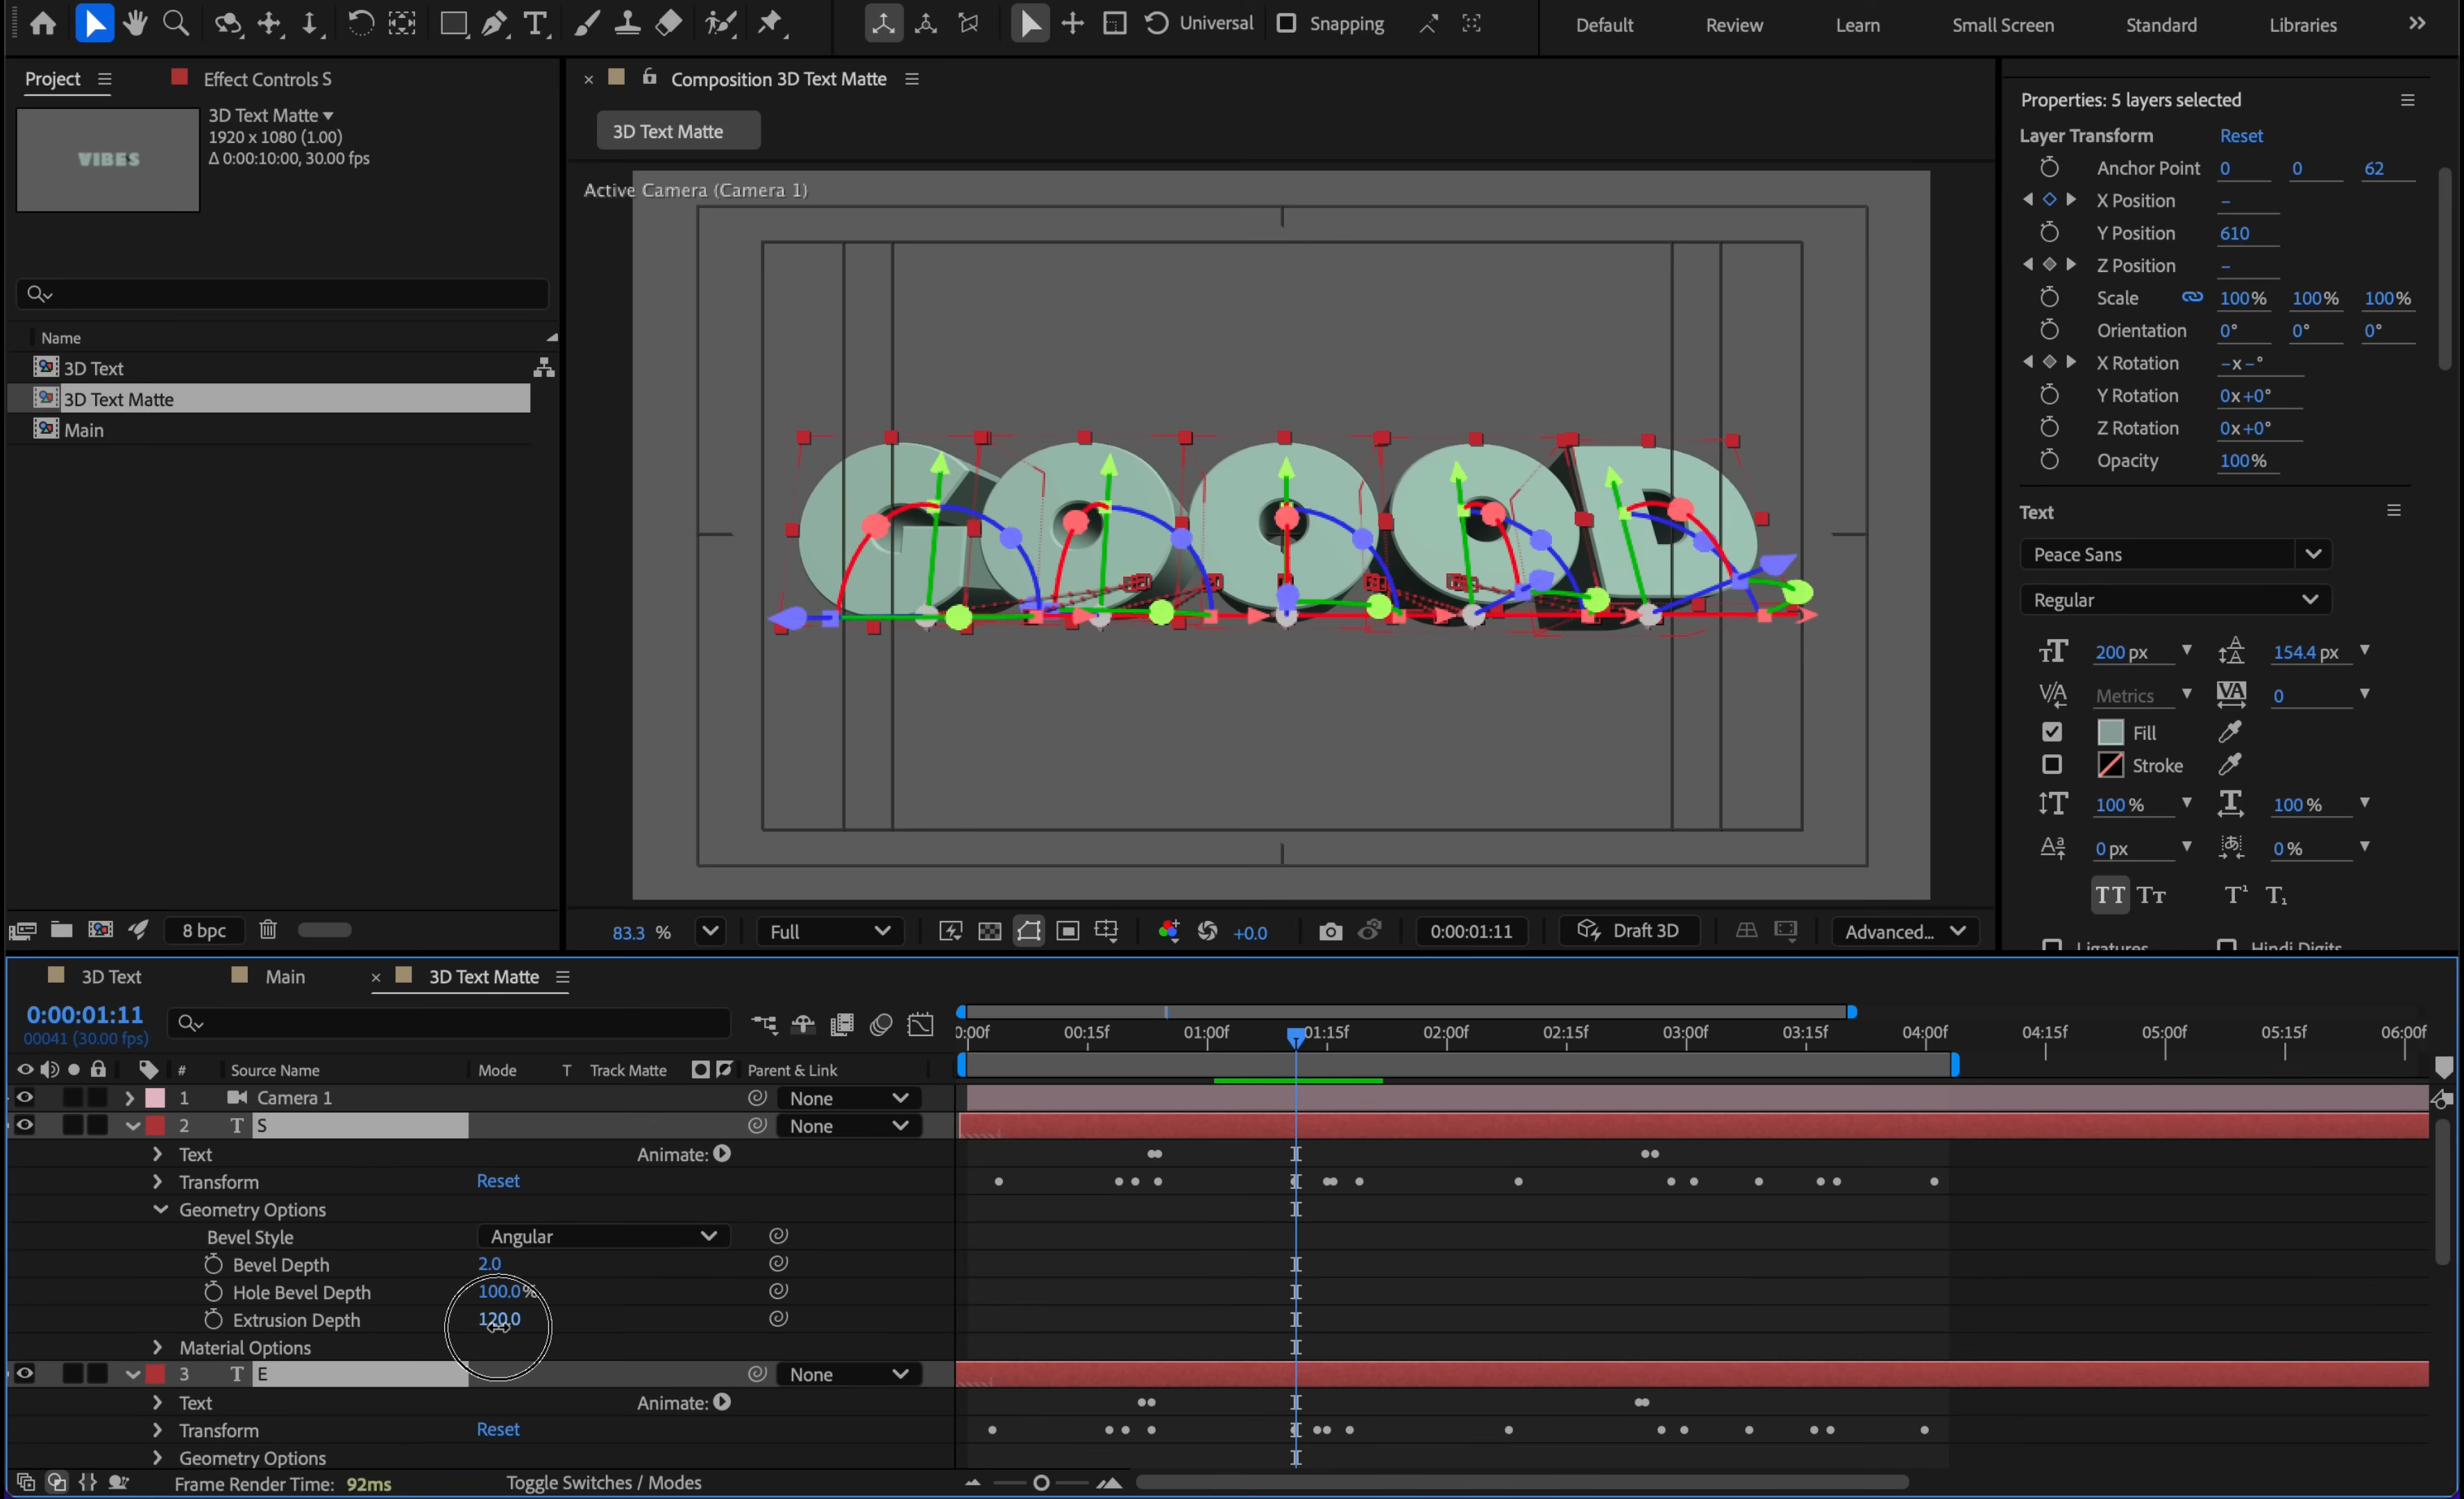 Universal
Snapping
Default
Review
Learn
Small Screen
Standard
Libraries
Project
Effect Controls S
3D Text Matte
1920 x 1080 (1.00)
Δ 0:00:10:00, 30.00 fps
VIBES
Name
3D Text
3D Text Matte
Main
8 bpc
Composition 3D Text Matte
3D Text Matte
Active Camera (Camera 1)
GOOOD
83.3 %
Full
+0.0
0:00:01:11
Draft 3D
Advanced...
Properties: 5 layers selected
Layer Transform Reset
Anchor Point 0 0 62
X Position –
Y Position 610
Z Position –
Scale 100% 100% 100%
Orientation 0° 0° 0°
X Rotation –x–°
Y Rotation 0x+0°
Z Rotation 0x+0°
Opacity 100%
Text
Peace Sans
Regular
200 px 154.4 px
Metrics 0
Fill
Stroke
100 % 100 %
0 px 0 %
Ligatures Hindi Digits
3D Text
Main
3D Text Matte
0:00:01:11
00041 (30.00 fps)
0:00f 00:15f 01:00f 01:15f 02:00f 02:15f 03:00f 03:15f 04:00f 04:15f 05:00f 05:15f 06:00f
# Source Name Mode T Track Matte Parent & Link
1 Camera 1 None
2 T S None
Text Animate:
Transform Reset
Geometry Options
Bevel Style Angular
Bevel Depth 2.0
Hole Bevel Depth 100.0%
Extrusion Depth 120.0
Material Options
3 T E None
Text Animate:
Transform Reset
Geometry Options
Frame Render Time: 92ms
Toggle Switches / Modes